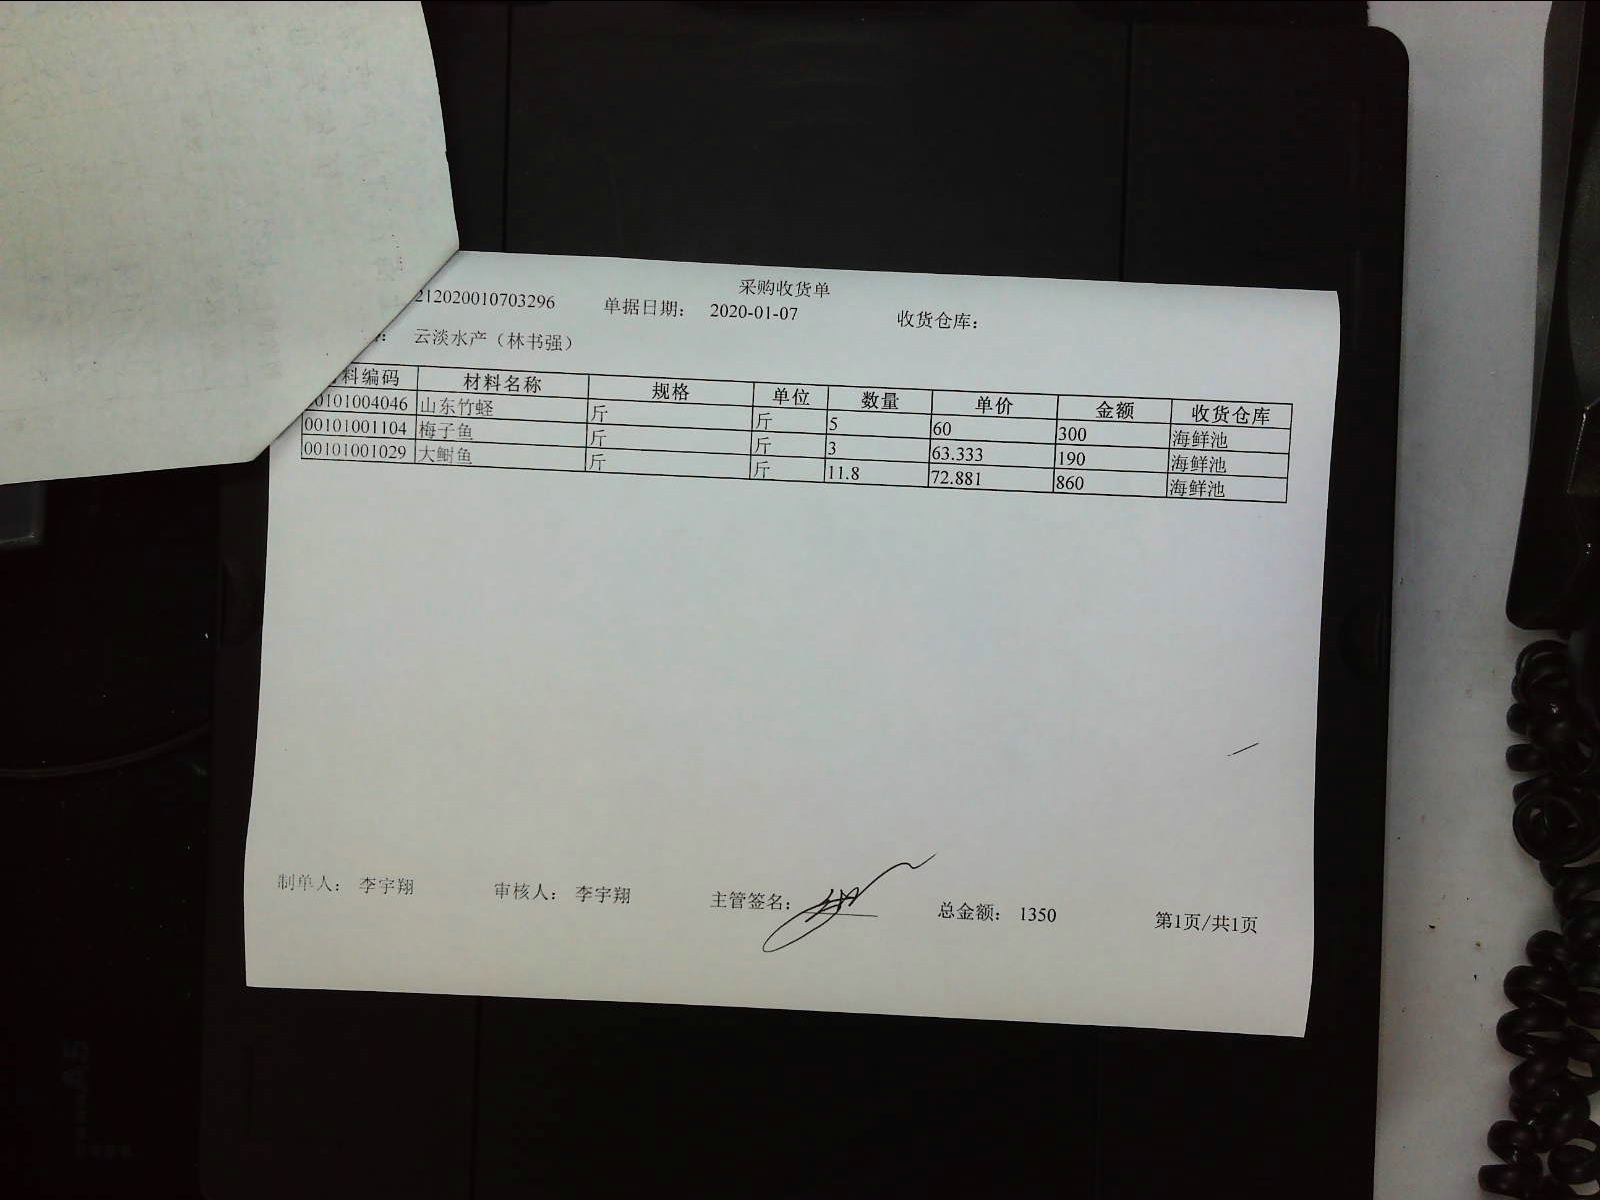 采购收货单
212020010703296 单据日期： 2020-01-07 收货仓库：
云淡水产（林书强）
料编码 材料名称 规格 单位 数量 单价 金额 收货仓库
00101004046 山东竹蛏 斤 斤 5 60 300 海鲜池
00101001104 梅子鱼 斤 斤 3 63.333 190 海鲜池
00101001029 大鲥鱼 斤 斤 11.8 72.881 860 海鲜池
制单人： 李宇翔 审核人： 李宇翔 主管签名： 总金额： 1350 第1页/共1页